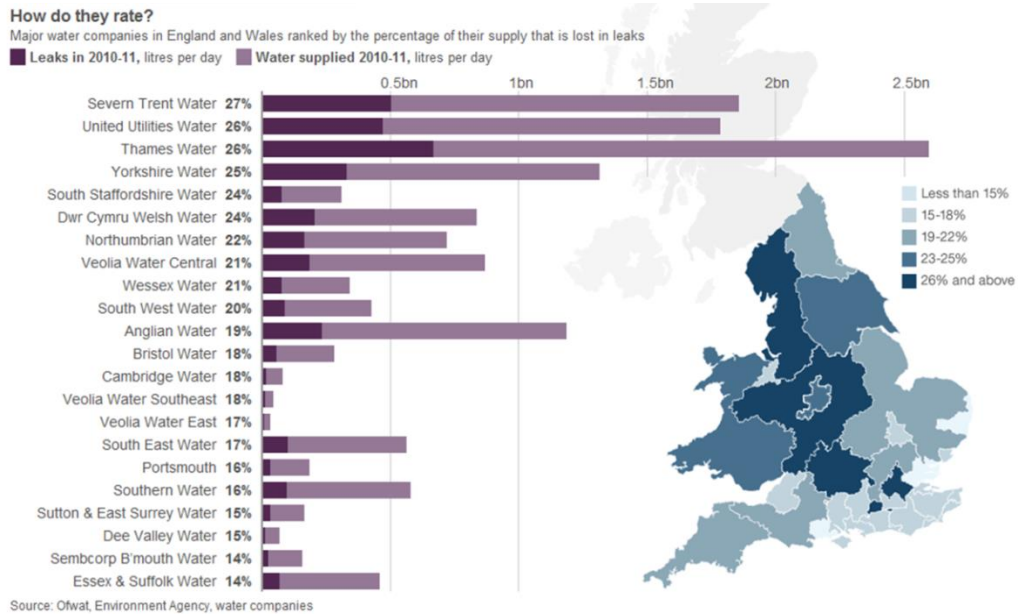 How do they rate?
Major water companies in England and Wales ranked by the percentage of their supply that is lost in leaks
Leaks in 2010-11, litres per day Water supplied 2010-11, litres per day
0.5bn 1bn 1.5bn 2bn 2.5bn
Severn Trent Water 27%
United Utilities Water 26%
Thames Water 26%
Yorkshire Water 25%
South Staffordshire Water 24%
Dwr Cymru Welsh Water 24%
Northumbrian Water 22%
Veolia Water Central 21%
Wessex Water 21%
South West Water 20%
Anglian Water 19%
Bristol Water 18%
Cambridge Water 18%
Veolia Water Southeast 18%
Veolia Water East 17%
South East Water 17%
Portsmouth 16%
Southern Water 16%
Sutton & East Surrey Water 15%
Dee Valley Water 15%
Sembcorp B'mouth Water 14%
Essex & Suffolk Water 14%
Less than 15%
15-18%
19-22%
23-25%
26% and above
Source: Ofwat, Environment Agency, water companies